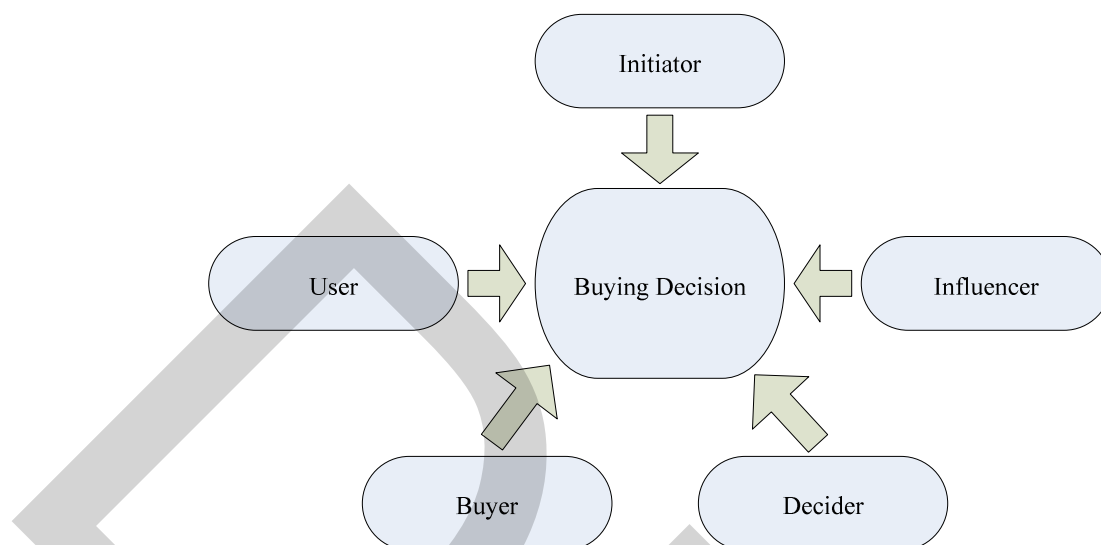 Initiator
User
Buying Decision
Influencer
Buyer
Decider